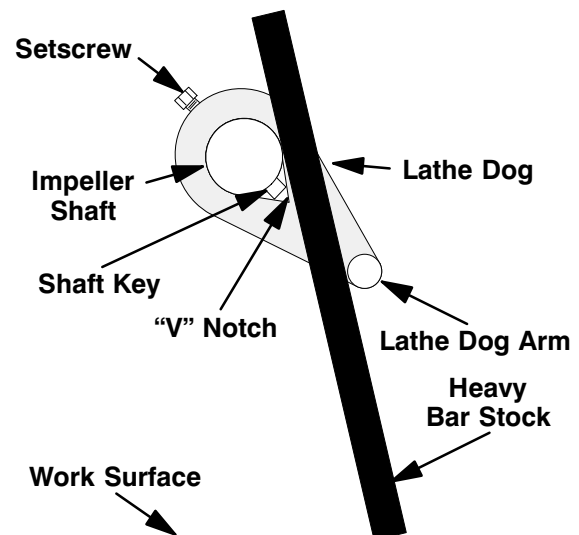 Setscrew
Impeller
Shaft
Lathe Dog
Shaft Key
“V” Notch
Lathe Dog Arm
Heavy
Bar Stock
Work Surface